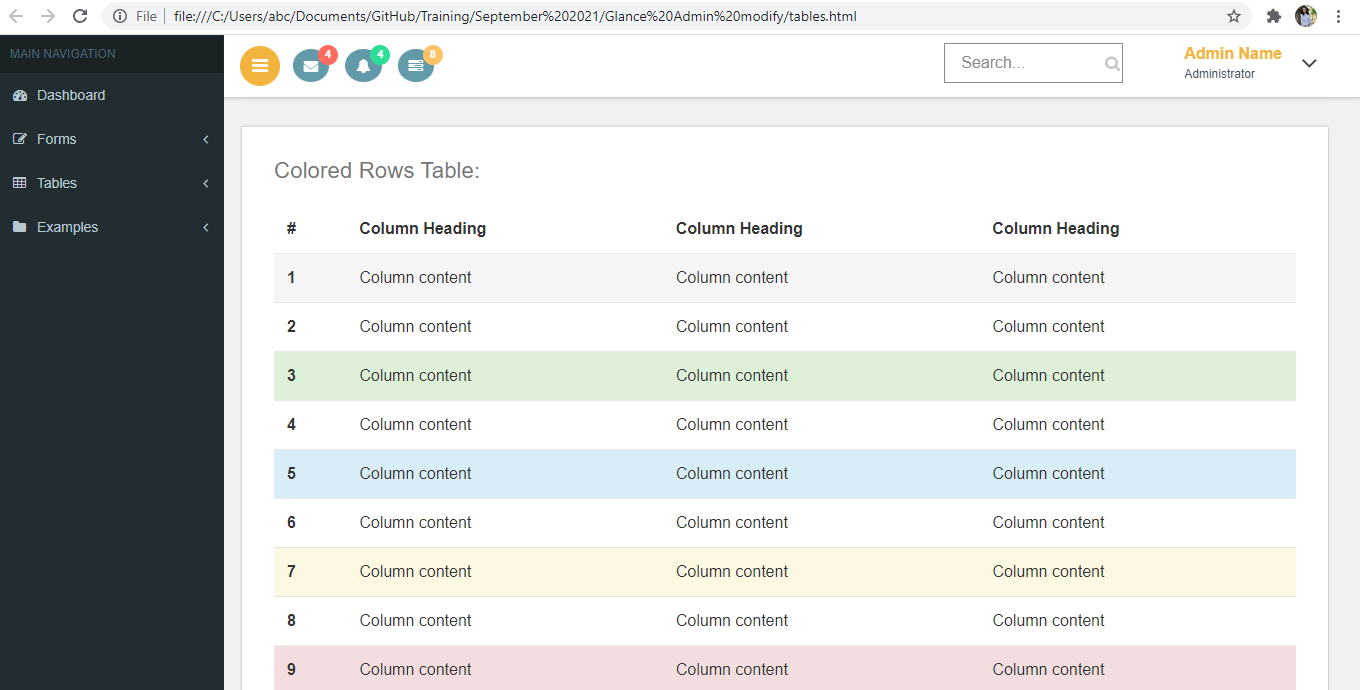 File file:///C:/Users/abc/Documents/GitHub/Training/September%202021/Glance%20Admin%20modify/tables.html
MAIN NAVIGATION
Dashboard
Forms
Tables
Examples
4 4 8
Search...
Admin Name
Administrator
Colored Rows Table:
# Column Heading Column Heading Column Heading
1 Column content Column content Column content
2 Column content Column content Column content
3 Column content Column content Column content
4 Column content Column content Column content
5 Column content Column content Column content
6 Column content Column content Column content
7 Column content Column content Column content
8 Column content Column content Column content
9 Column content Column content Column content